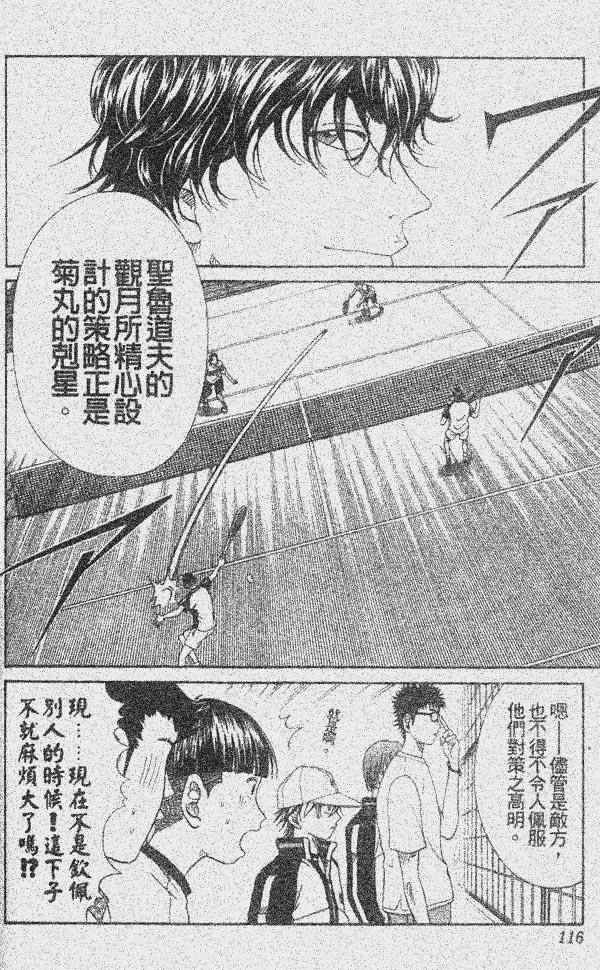 聖魯道夫的
觀月所精心設
計的策略正是
菊丸的剋星。
嗯——儘管是敵方，
也不得不令人佩服
他們對策之高明。
就是啊。
現……現在不是欽佩
別人的時候！這下子
不就麻煩大了嗎!?
116